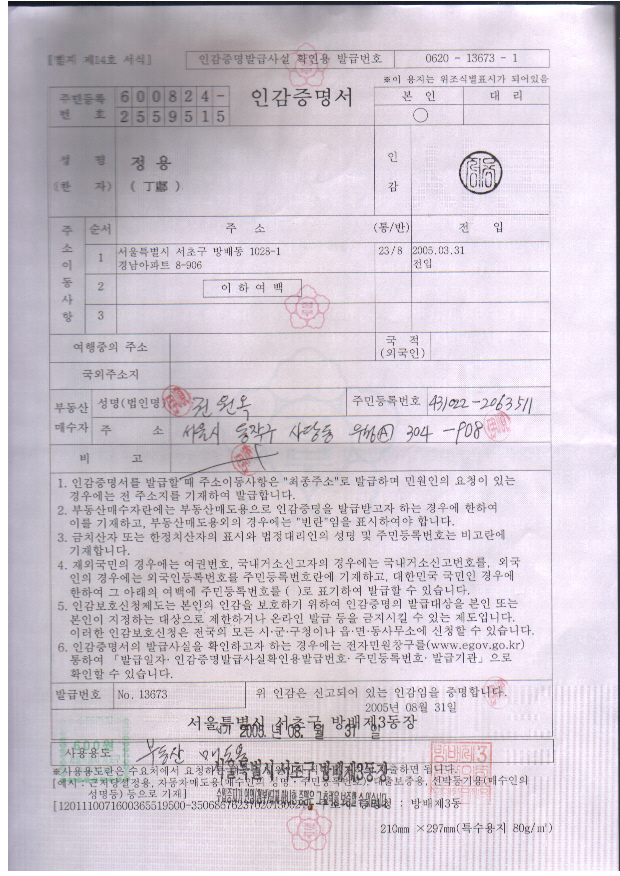 [별지 제14호 서식] 인감증명발급사실 확인용 발급번호 0620 - 13673 - 1
※이 용지는 위조식별표시가 되어있음
주민등록 번호 600824-2559515 인감증명서 본인 ○ 대리
성명 정용
(한자) (丁鄘)
인감
주소이동사항 순서 주소 (통/반) 전입
1 서울특별시 서초구 방배동 1028-1 23/8 2005.03.31
경남아파트 8-906 전입
2 이하여백
3
여행중의 주소 국적
(외국인)
국외주소지
부동산 매수자 성명(법인명) 권원옥 주민등록번호 431022-2063511
주소 서울시 동작구 사당동 우성Ⓐ 304-908
비고
1. 인감증명서를 발급할 때 주소이동사항은 "최종주소"로 발급하며 민원인의 요청이 있는
경우에는 전 주소지를 기재하여 발급합니다.
2. 부동산매수자란에는 부동산매도용으로 인감증명을 발급받고자 하는 경우에 한하여
이를 기재하고, 부동산매도용외의 경우에는 "빈란"임을 표시하여야 합니다.
3. 금치산자 또는 한정치산자의 표시와 법정대리인의 성명 및 주민등록번호는 비고란에
기재합니다.
4. 재외국민의 경우에는 여권번호, 국내거소신고자의 경우에는 국내거소신고번호를, 외국
인의 경우에는 외국인등록번호를 주민등록번호란에 기재하고, 대한민국 국민인 경우에
한하여 그 아래의 여백에 주민등록번호를 ( )로 표기하여 발급할 수 있습니다.
5. 인감보호신청제도는 본인의 인감을 보호하기 위하여 인감증명의 발급대상을 본인 또는
본인이 지정하는 대상으로 제한하거나 온라인 발급 등을 금지시킬 수 있는 제도입니다.
이러한 인감보호신청은 전국의 모든 시·군·구청이나 읍·면·동사무소에 신청할 수 있습니다.
6. 인감증명서의 발급사실을 확인하고자 하는 경우에는 전자민원창구를(www.egov.go.kr)
통하여 「발급일자· 인감증명발급사실확인용발급번호· 주민등록번호· 발급기관」으로
확인할 수 있습니다.
발급번호 No. 13673 위 인감은 신고되어 있는 인감임을 증명합니다.
2005년 08월 31일
서울특별시 서초구 방배제3동장
2005년 08월 31일
사용용도 부동산 매도용
서울특별시 서초구 방배제3동장
방배제3
※사용용도란은 수요처에서 요청하는
성명등) 등으로 기재]
: 방배제3동
210mm ×297mm(특수용지 80g/㎡)